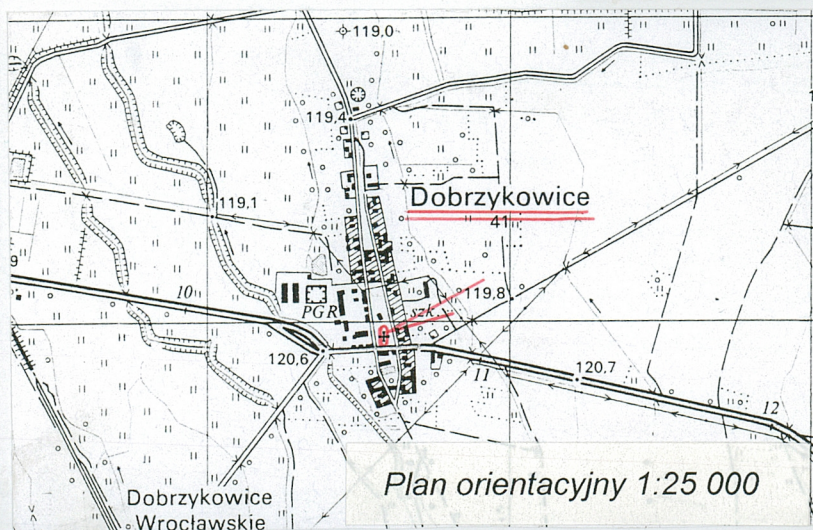 119,0
119,4
Dobrzykowice
41
119,1
9
10
PGR
szk.
119,8
120,6
11
120,7
12
Plan orientacyjny 1:25 000
Dobrzykowice
Wrocławskie